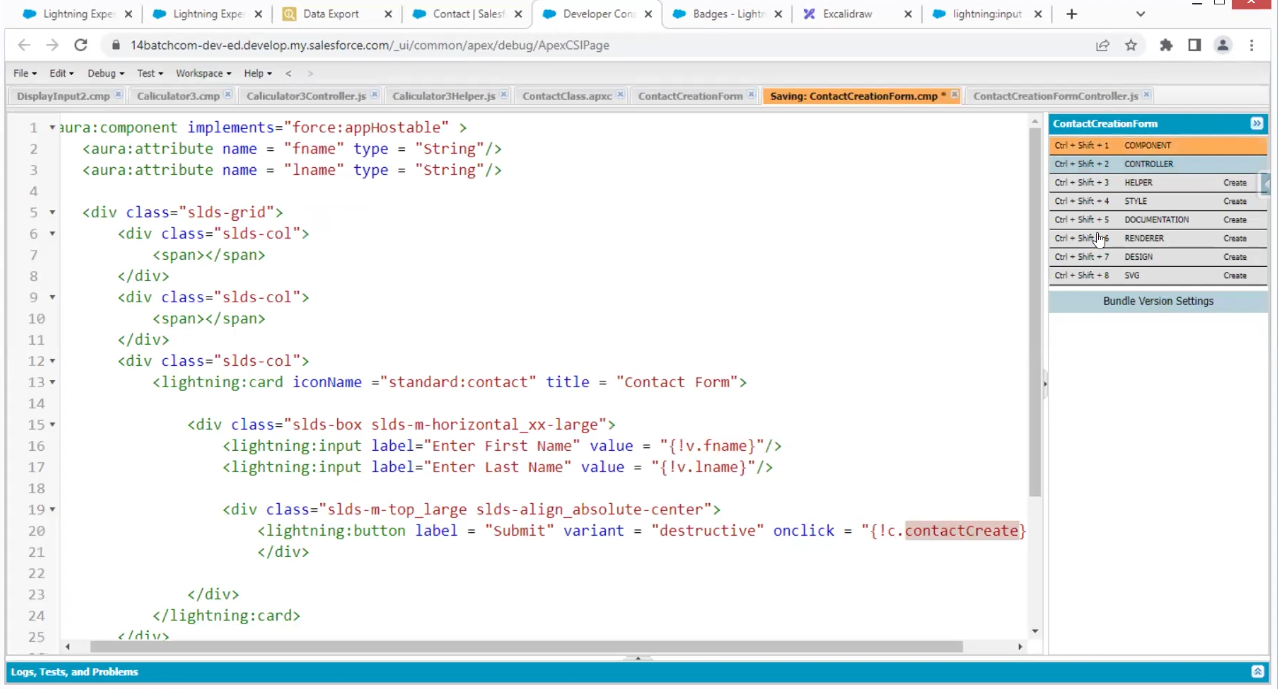 Lightning Expe
Lightning Expe
Data Export
Contact | Salesf
Developer Con
Badges - Lightn
Excalidraw
lightning:input
14batchcom-dev-ed.develop.my.salesforce.com/_ui/common/apex/debug/ApexCSIPage
File Edit Debug Test Workspace Help < >
DisplayInput2.cmp
Caliculator3.cmp
Caliculator3Controller.js
Caliculator3Helper.js
ContactClass.apxc
ContactCreationForm
Saving: ContactCreationForm.cmp *
ContactCreationFormController.js
1 aura:component implements="force:appHostable" >
2 <aura:attribute name = "fname" type = "String"/>
3 <aura:attribute name = "lname" type = "String"/>
4
5 <div class="slds-grid">
6 <div class="slds-col">
7 <span></span>
8 </div>
9 <div class="slds-col">
10 <span></span>
11 </div>
12 <div class="slds-col">
13 <lightning:card iconName ="standard:contact" title = "Contact Form">
14
15 <div class="slds-box slds-m-horizontal_xx-large">
16 <lightning:input label="Enter First Name" value = "{!v.fname}"/>
17 <lightning:input label="Enter Last Name" value = "{!v.lname}"/>
18
19 <div class="slds-m-top_large slds-align_absolute-center">
20 <lightning:button label = "Submit" variant = "destructive" onclick = "{!c.contactCreate}
21 </div>
22
23 </div>
24 </lightning:card>
25 </div>
ContactCreationForm
Ctrl + Shift + 1 COMPONENT
Ctrl + Shift + 2 CONTROLLER
Ctrl + Shift + 3 HELPER Create
Ctrl + Shift + 4 STYLE Create
Ctrl + Shift + 5 DOCUMENTATION Create
Ctrl + Shift + 6 RENDERER Create
Ctrl + Shift + 7 DESIGN Create
Ctrl + Shift + 8 SVG Create
Bundle Version Settings
Logs, Tests, and Problems